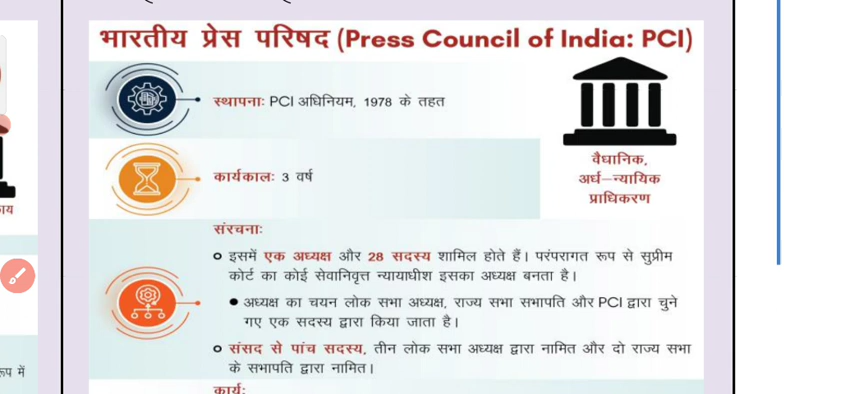 भारतीय प्रेस परिषद (Press Council of India: PCI)
स्थापना: PCI अधिनियम, 1978 के तहत
वैधानिक,
अर्ध–न्यायिक
प्राधिकरण
कार्यकाल: 3 वर्ष
संरचना:
इसमें एक अध्यक्ष और 28 सदस्य शामिल होते हैं। परंपरागत रूप से सुप्रीम
कोर्ट का कोई सेवानिवृत्त न्यायाधीश इसका अध्यक्ष बनता है।
अध्यक्ष का चयन लोक सभा अध्यक्ष, राज्य सभा सभापति और PCI द्वारा चुने
गए एक सदस्य द्वारा किया जाता है।
संसद से पांच सदस्य, तीन लोक सभा अध्यक्ष द्वारा नामित और दो राज्य सभा
के सभापति द्वारा नामित।
कार्य:
में